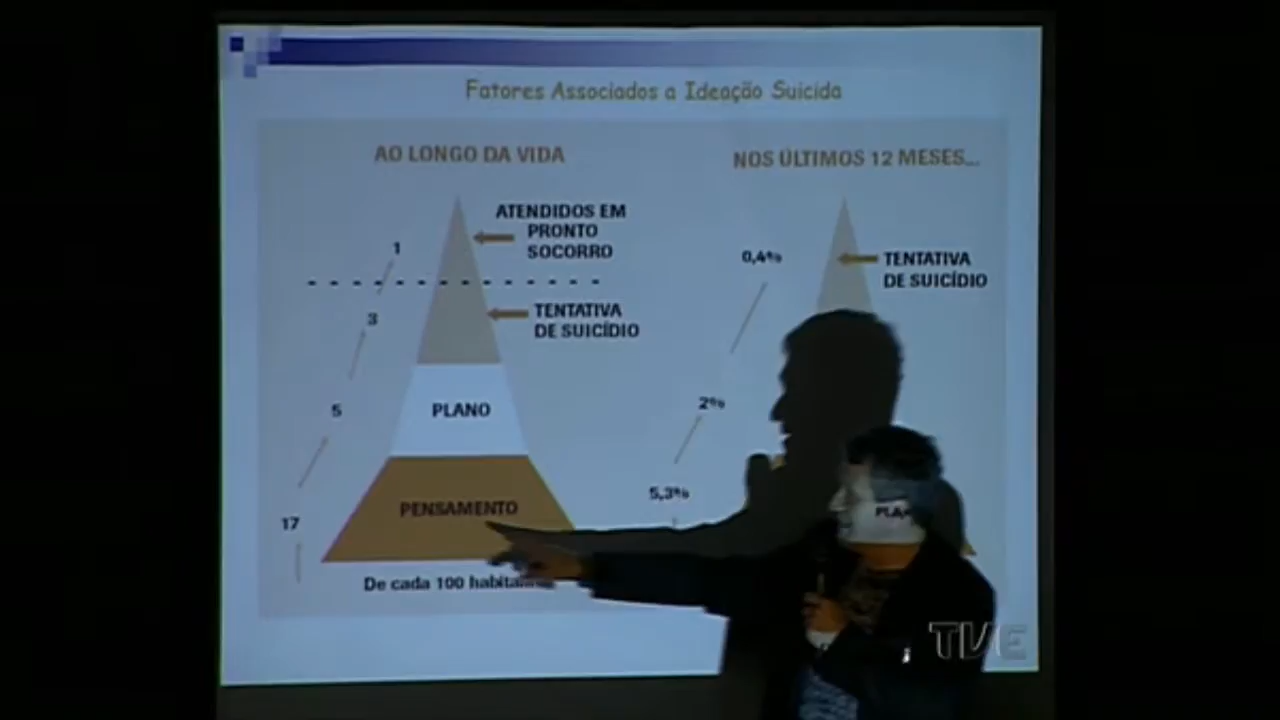 Fatores Associados a Ideação Suicida
AO LONGO DA VIDA
ATENDIDOS EM
PRONTO
SOCORRO
1
3
TENTATIVA
DE SUICÍDIO
5
PLANO
17
PENSAMENTO
De cada 100
NOS ÚLTIMOS 12 MESES...
0,4%
TENTATIVA
DE SUICÍDIO
2%
5,3%
TVE